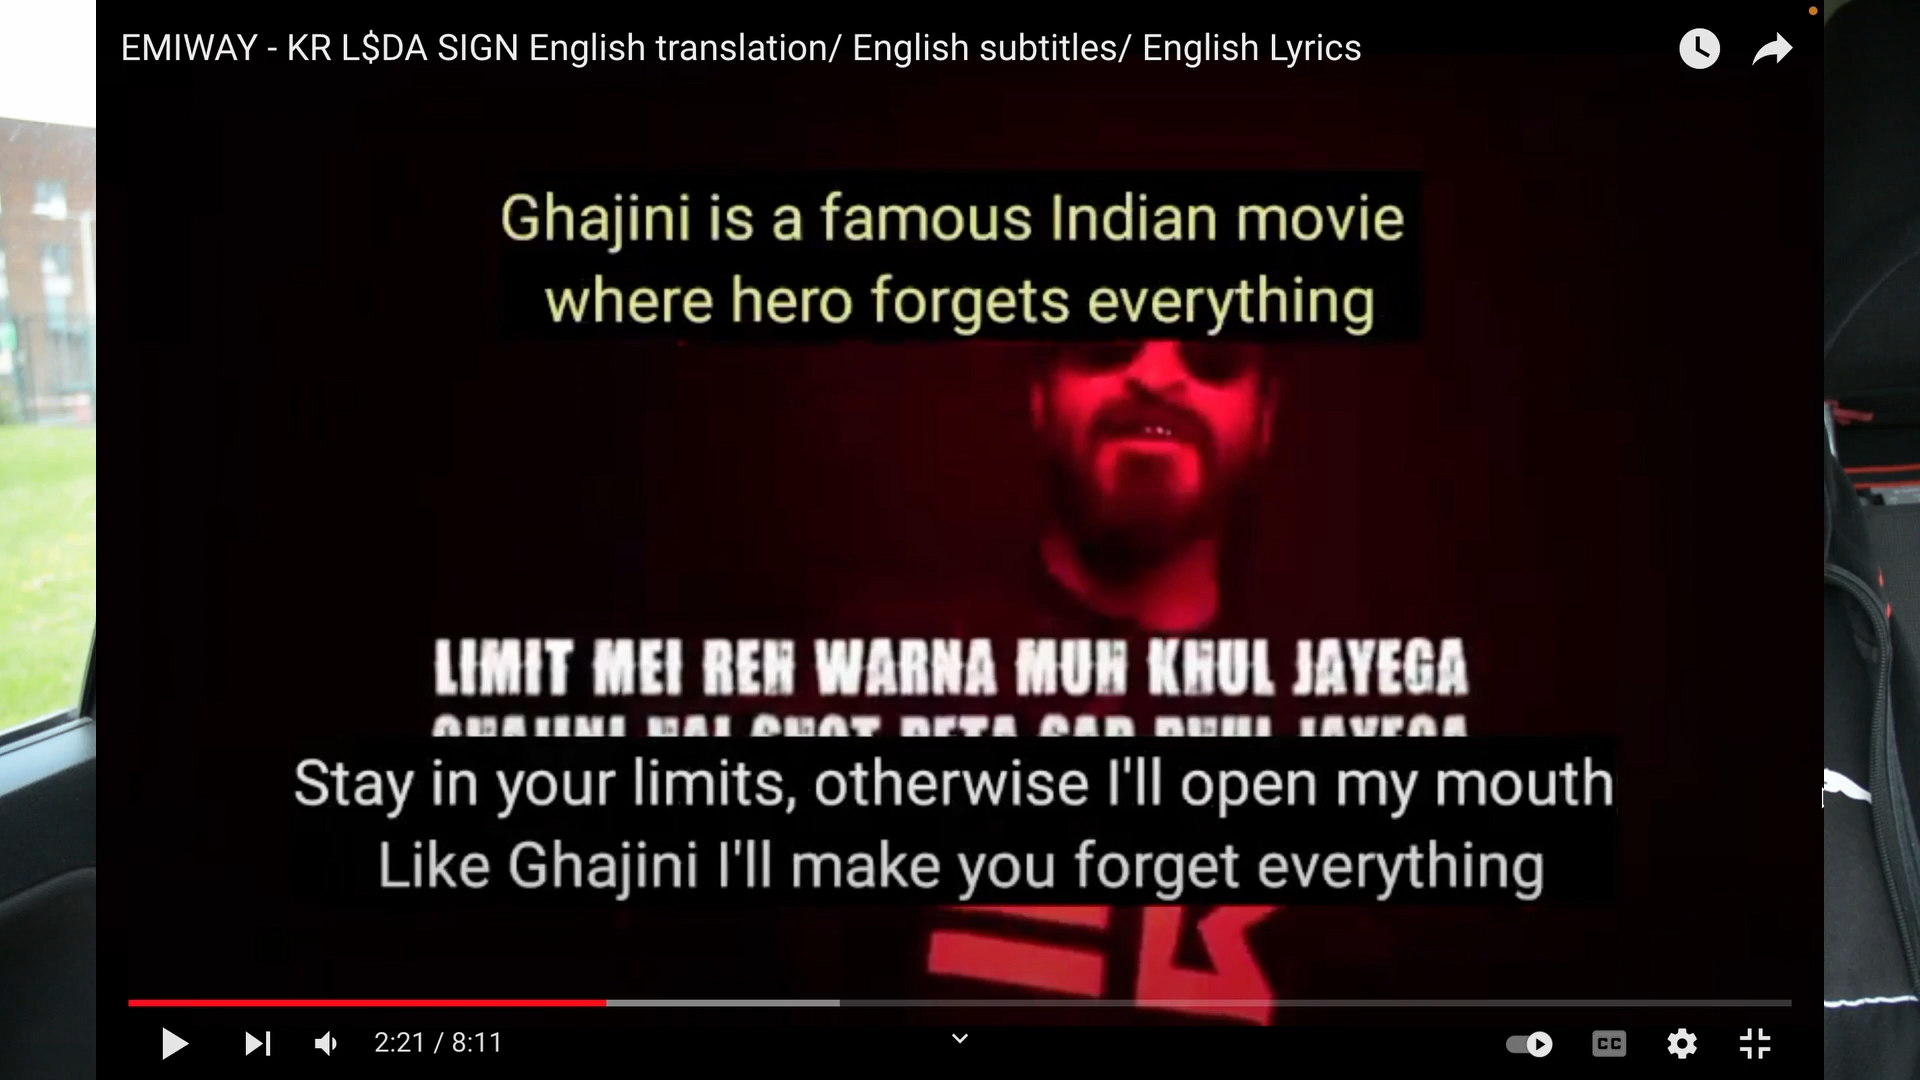 EMIWAY - KR L$DA SIGN English translation/ English subtitles/ English Lyrics
Ghajini is a famous Indian movie
where hero forgets everything
LIMIT MEI REH WARNA MUH KHUL JAYEGA
Stay in your limits, otherwise I'll open my mouth
Like Ghajini I'll make you forget everything
2:21 / 8:11
CC